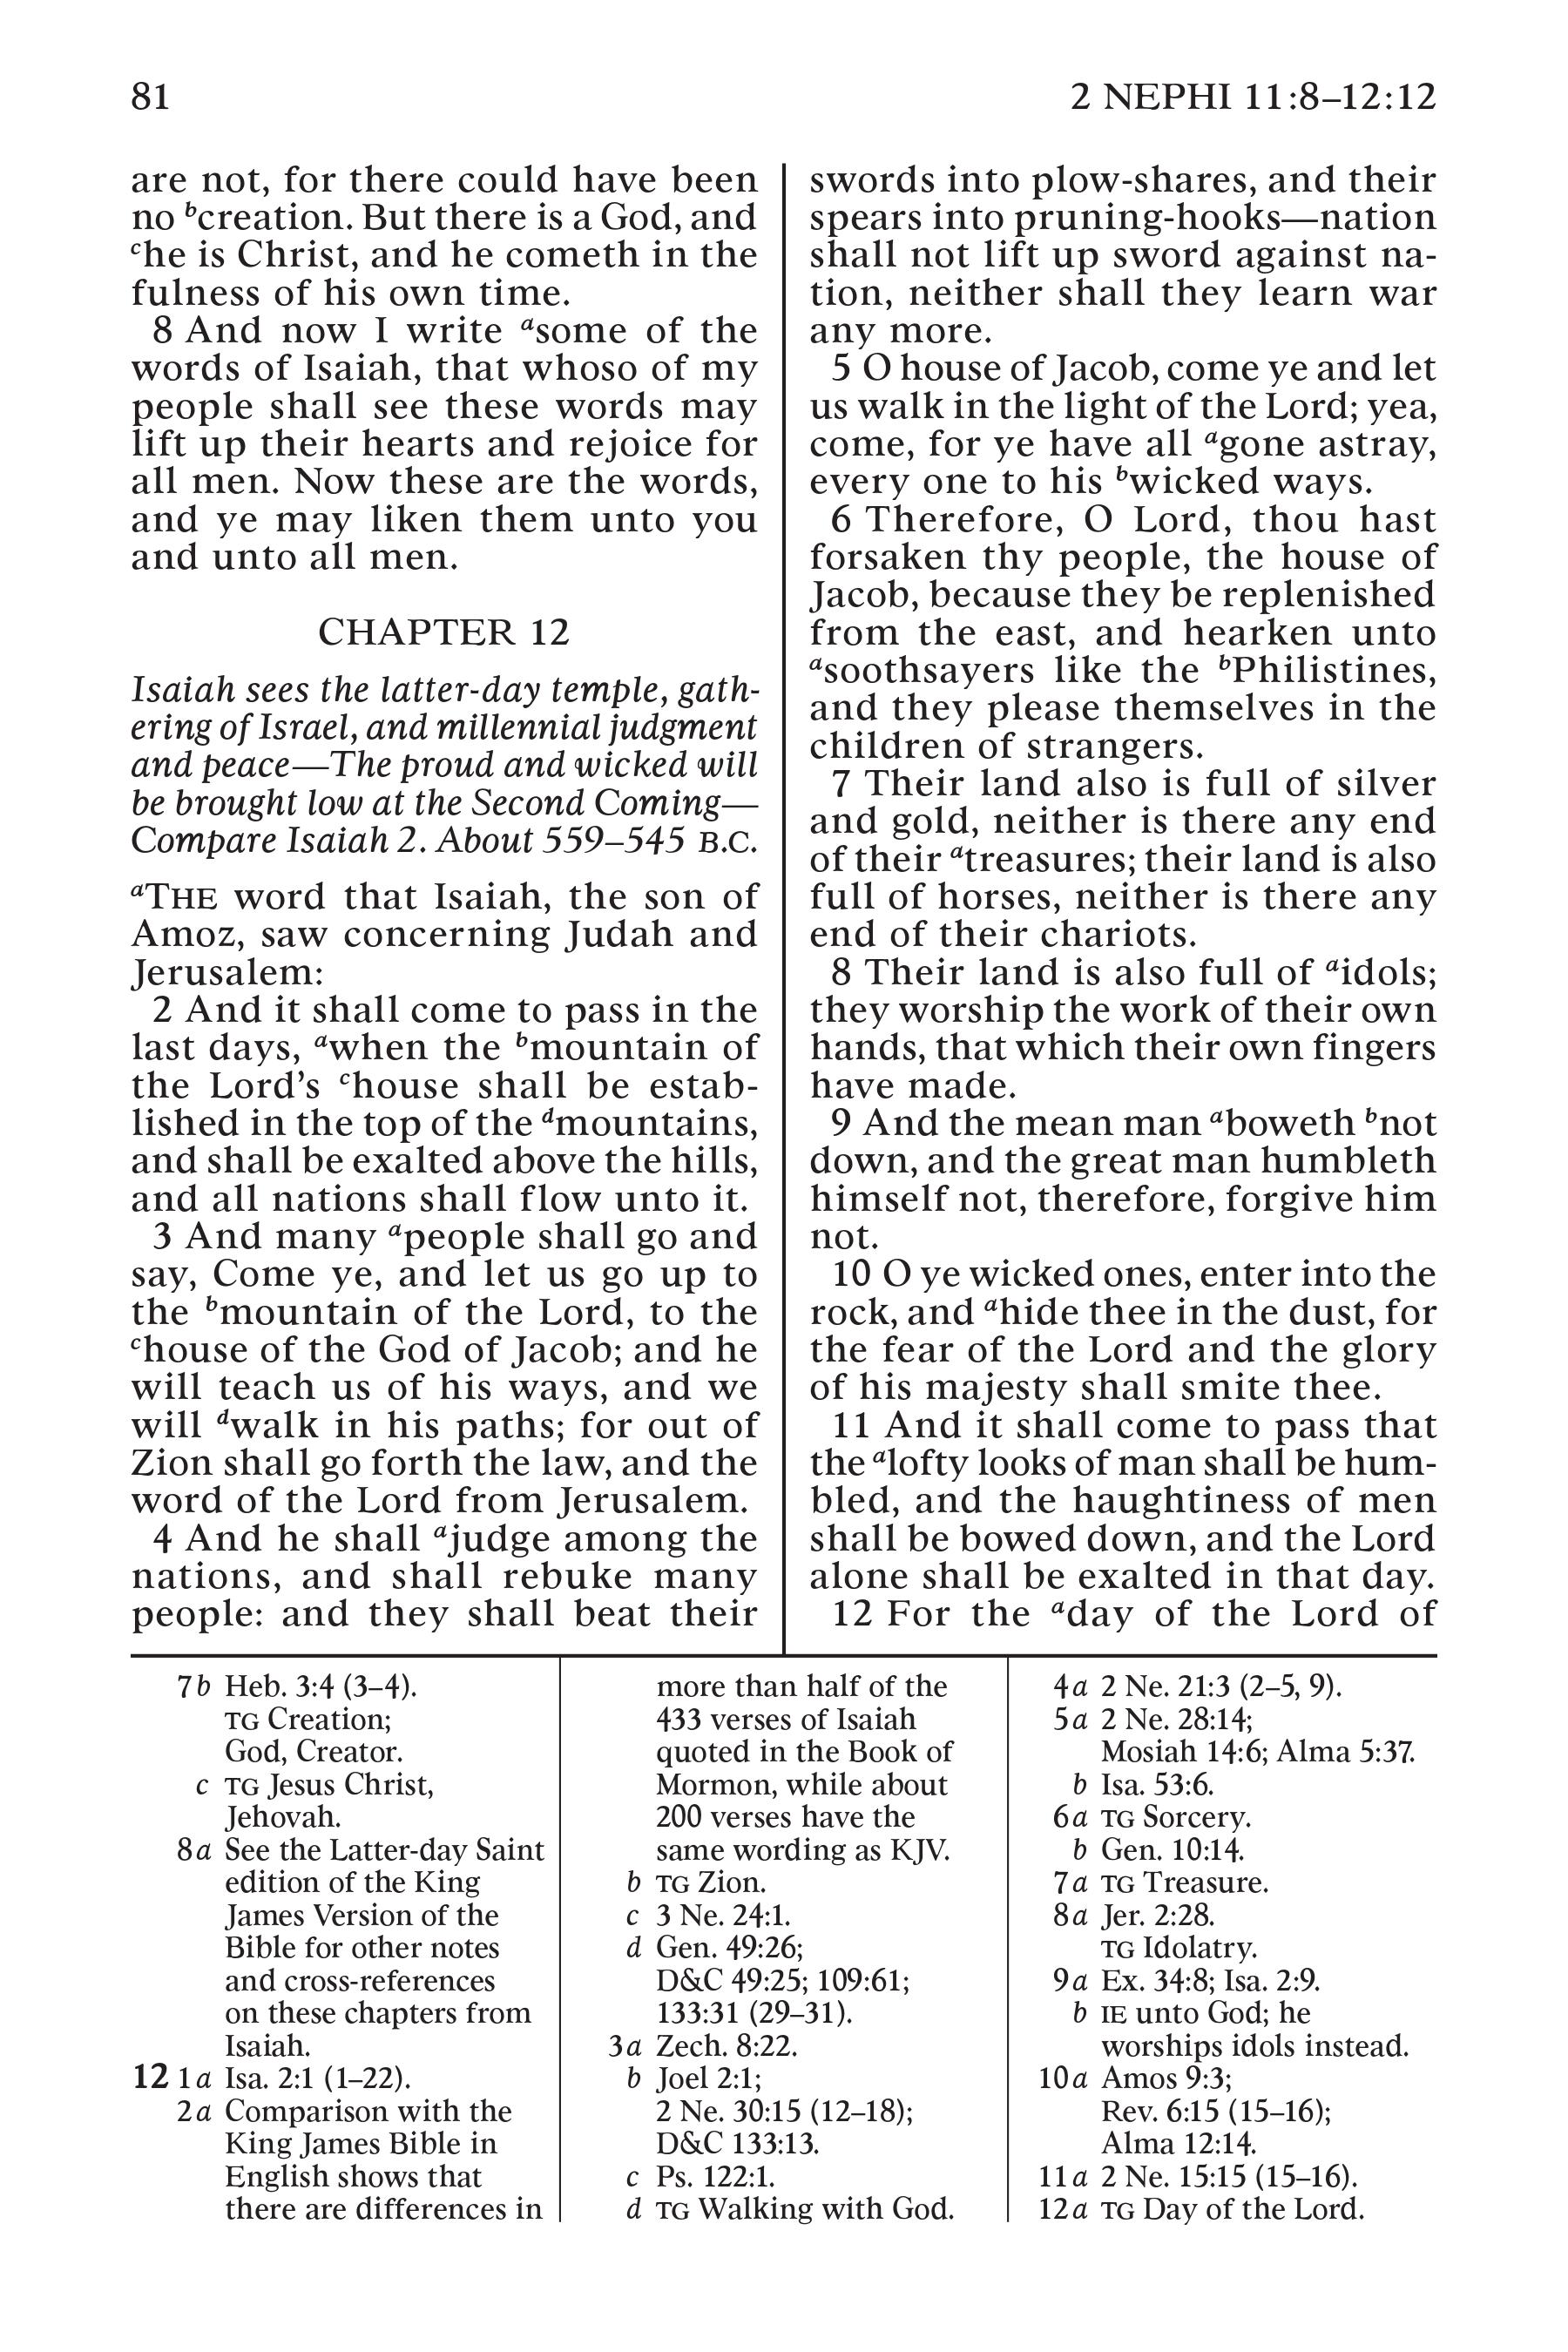 81
2 NEPHI 11:8–12:12
are not, for there could have been
no bcreation. But there is a God, and
che is Christ, and he cometh in the
fulness of his own time.
8 And now I write asome of the
words of Isaiah, that whoso of my
people shall see these words may
lift up their hearts and rejoice for
all men. Now these are the words,
and ye may liken them unto you
and unto all men.
CHAPTER 12
Isaiah sees the latter-day temple, gath-
ering of Israel, and millennial judgment
and peace—The proud and wicked will
be brought low at the Second Coming—
Compare Isaiah 2. About 559–545 B.C.
aTHE word that Isaiah, the son of
Amoz, saw concerning Judah and
Jerusalem:
2 And it shall come to pass in the
last days, awhen the bmountain of
the Lord’s chouse shall be estab-
lished in the top of the dmountains,
and shall be exalted above the hills,
and all nations shall flow unto it.
3 And many apeople shall go and
say, Come ye, and let us go up to
the bmountain of the Lord, to the
chouse of the God of Jacob; and he
will teach us of his ways, and we
will dwalk in his paths; for out of
Zion shall go forth the law, and the
word of the Lord from Jerusalem.
4 And he shall ajudge among the
nations, and shall rebuke many
people: and they shall beat their
swords into plow-shares, and their
spears into pruning-hooks—nation
shall not lift up sword against na-
tion, neither shall they learn war
any more.
5 O house of Jacob, come ye and let
us walk in the light of the Lord; yea,
come, for ye have all agone astray,
every one to his bwicked ways.
6 Therefore, O Lord, thou hast
forsaken thy people, the house of
Jacob, because they be replenished
from the east, and hearken unto
asoothsayers like the bPhilistines,
and they please themselves in the
children of strangers.
7 Their land also is full of silver
and gold, neither is there any end
of their atreasures; their land is also
full of horses, neither is there any
end of their chariots.
8 Their land is also full of aidols;
they worship the work of their own
hands, that which their own fingers
have made.
9 And the mean man aboweth bnot
down, and the great man humbleth
himself not, therefore, forgive him
not.
10 O ye wicked ones, enter into the
rock, and ahide thee in the dust, for
the fear of the Lord and the glory
of his majesty shall smite thee.
11 And it shall come to pass that
the alofty looks of man shall be hum-
bled, and the haughtiness of men
shall be bowed down, and the Lord
alone shall be exalted in that day.
12 For the aday of the Lord of
7b Heb. 3:4 (3–4).
TG Creation;
God, Creator.
c TG Jesus Christ,
Jehovah.
8a See the Latter-day Saint
edition of the King
James Version of the
Bible for other notes
and cross-references
on these chapters from
Isaiah.
12 1a Isa. 2:1 (1–22).
2a Comparison with the
King James Bible in
English shows that
there are differences in
more than half of the
433 verses of Isaiah
quoted in the Book of
Mormon, while about
200 verses have the
same wording as KJV.
b TG Zion.
c 3 Ne. 24:1.
d Gen. 49:26;
D&C 49:25; 109:61;
133:31 (29–31).
3a Zech. 8:22.
b Joel 2:1;
2 Ne. 30:15 (12–18);
D&C 133:13.
c Ps. 122:1.
d TG Walking with God.
4a 2 Ne. 21:3 (2–5, 9).
5a 2 Ne. 28:14;
Mosiah 14:6; Alma 5:37.
b Isa. 53:6.
6a TG Sorcery.
b Gen. 10:14.
7a TG Treasure.
8a Jer. 2:28.
TG Idolatry.
9a Ex. 34:8; Isa. 2:9.
b IE unto God; he
worships idols instead.
10a Amos 9:3;
Rev. 6:15 (15–16);
Alma 12:14.
11a 2 Ne. 15:15 (15–16).
12a TG Day of the Lord.